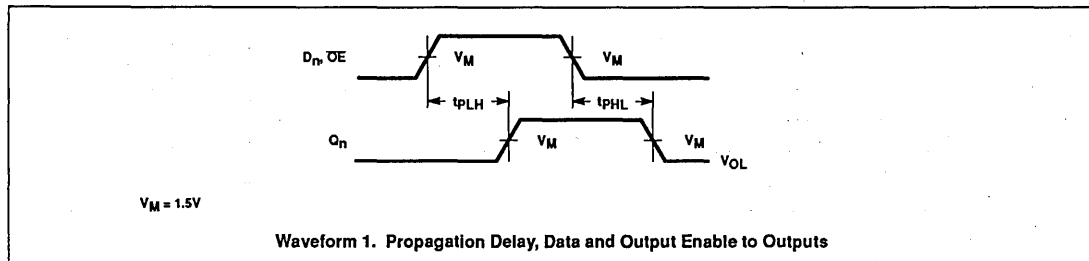 Dn, OE
VM
VM
tPLH
tPHL
Qn
VM
VM
VOL
VM = 1.5V
Waveform 1. Propagation Delay, Data and Output Enable to Outputs